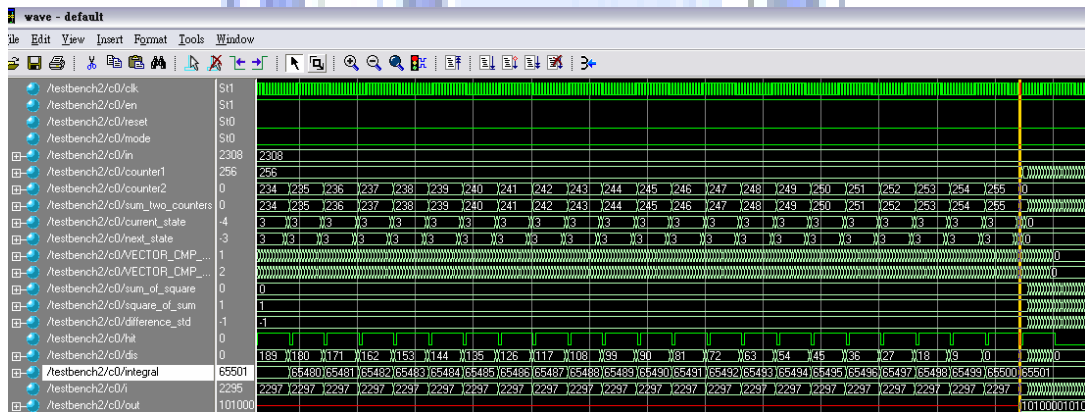 wave - default
ile Edit View Insert Format Tools Window
/testbench2/c0/clk St1
/testbench2/c0/en St1
/testbench2/c0/reset St0
/testbench2/c0/mode St0
/testbench2/c0/in 2308 2308
/testbench2/c0/counter1 256 256 0
/testbench2/c0/counter2 0 234 235 236 237 238 239 240 241 242 243 244 245 246 247 248 249 250 251 252 253 254 255 0
/testbench2/c0/sum_two_counters 0 234 235 236 237 238 239 240 241 242 243 244 245 246 247 248 249 250 251 252 253 254 255
/testbench2/c0/current_state -4 3 3 3 3 3 3 3 3 3 3 3 3 3 3 3 3 3 3 3 3 3 3 0
/testbench2/c0/next_state -3 3 3 3 3 3 3 3 3 3 3 3 3 3 3 3 3 3 3 3 3 3 3 0
/testbench2/c0/VECTOR_CMP_... 1 0
/testbench2/c0/VECTOR_CMP_... 2 0
/testbench2/c0/sum_of_square 0 0
/testbench2/c0/square_of_sum 1 1
/testbench2/c0/difference_std -1 -1
/testbench2/c0/hit 0
/testbench2/c0/dis 0 189 180 171 162 153 144 135 126 117 108 99 90 81 72 63 54 45 36 27 18 9 0 0
/testbench2/c0/integral 65501 65480 65481 65482 65483 65484 65485 65486 65487 65488 65489 65490 65491 65492 65493 65494 65495 65496 65497 65498 65499 65500 65501
/testbench2/c0/i 2295 2297 2297 2297 2297 2297 2297 2297 2297 2297 2297 2297 2297 2297 2297 2297 2297 2297 2297 2297 2297 2297 2297
/testbench2/c0/out 101000 10100001010